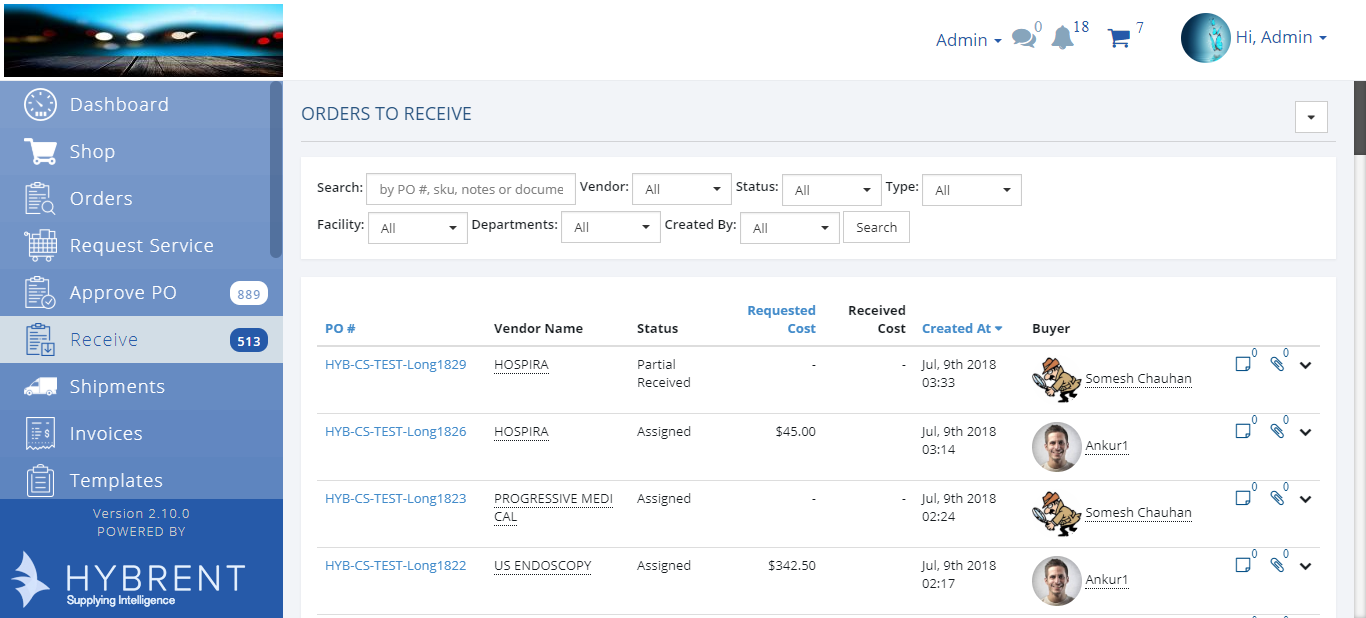 Admin 0 18 7 Hi, Admin
Dashboard
Shop
Orders
Request Service
Approve PO 889
Receive 513
Shipments
Invoices
Templates
Version 2.10.0
POWERED BY
HYBRENT
Supplying Intelligence
ORDERS TO RECEIVE
Search: by PO #, sku, notes or docume Vendor: All Status: All Type: All
Facility: All Departments: All Created By: All Search
PO # Vendor Name Status Requested Cost Received Cost Created At Buyer
HYB-CS-TEST-Long1829 HOSPIRA Partial Received - - Jul, 9th 2018 03:33 Somesh Chauhan 0 0
HYB-CS-TEST-Long1826 HOSPIRA Assigned $45.00 Jul, 9th 2018 03:14 Ankur1 0 0
HYB-CS-TEST-Long1823 PROGRESSIVE MEDICAL Assigned - - Jul, 9th 2018 02:24 Somesh Chauhan 0 0
HYB-CS-TEST-Long1822 US ENDOSCOPY Assigned $342.50 Jul, 9th 2018 02:17 Ankur1 0 0